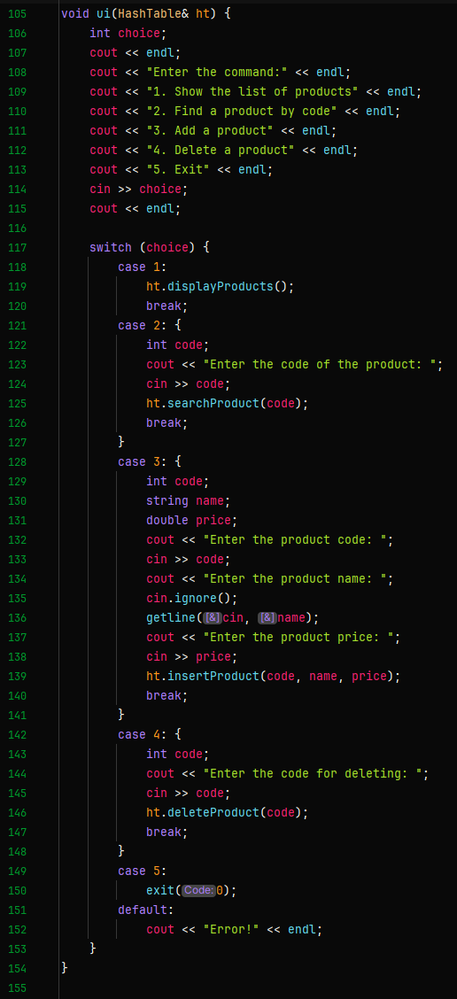 105 void ui(HashTable& ht) {
106     int choice;
107     cout << endl;
108     cout << "Enter the command:" << endl;
109     cout << "1. Show the list of products" << endl;
110     cout << "2. Find a product by code" << endl;
111     cout << "3. Add a product" << endl;
112     cout << "4. Delete a product" << endl;
113     cout << "5. Exit" << endl;
114     cin >> choice;
115     cout << endl;
116
117     switch (choice) {
118         case 1:
119             ht.displayProducts();
120             break;
121         case 2: {
122             int code;
123             cout << "Enter the code of the product: ";
124             cin >> code;
125             ht.searchProduct(code);
126             break;
127         }
128         case 3: {
129             int code;
130             string name;
131             double price;
132             cout << "Enter the product code: ";
133             cin >> code;
134             cout << "Enter the product name: ";
135             cin.ignore();
136             getline([&]cin, [&]name);
137             cout << "Enter the product price: ";
138             cin >> price;
139             ht.insertProduct(code, name, price);
140             break;
141         }
142         case 4: {
143             int code;
144             cout << "Enter the code for deleting: ";
145             cin >> code;
146             ht.deleteProduct(code);
147             break;
148         }
149         case 5:
150             exit(Code:0);
151         default:
152             cout << "Error!" << endl;
153     }
154 }
155